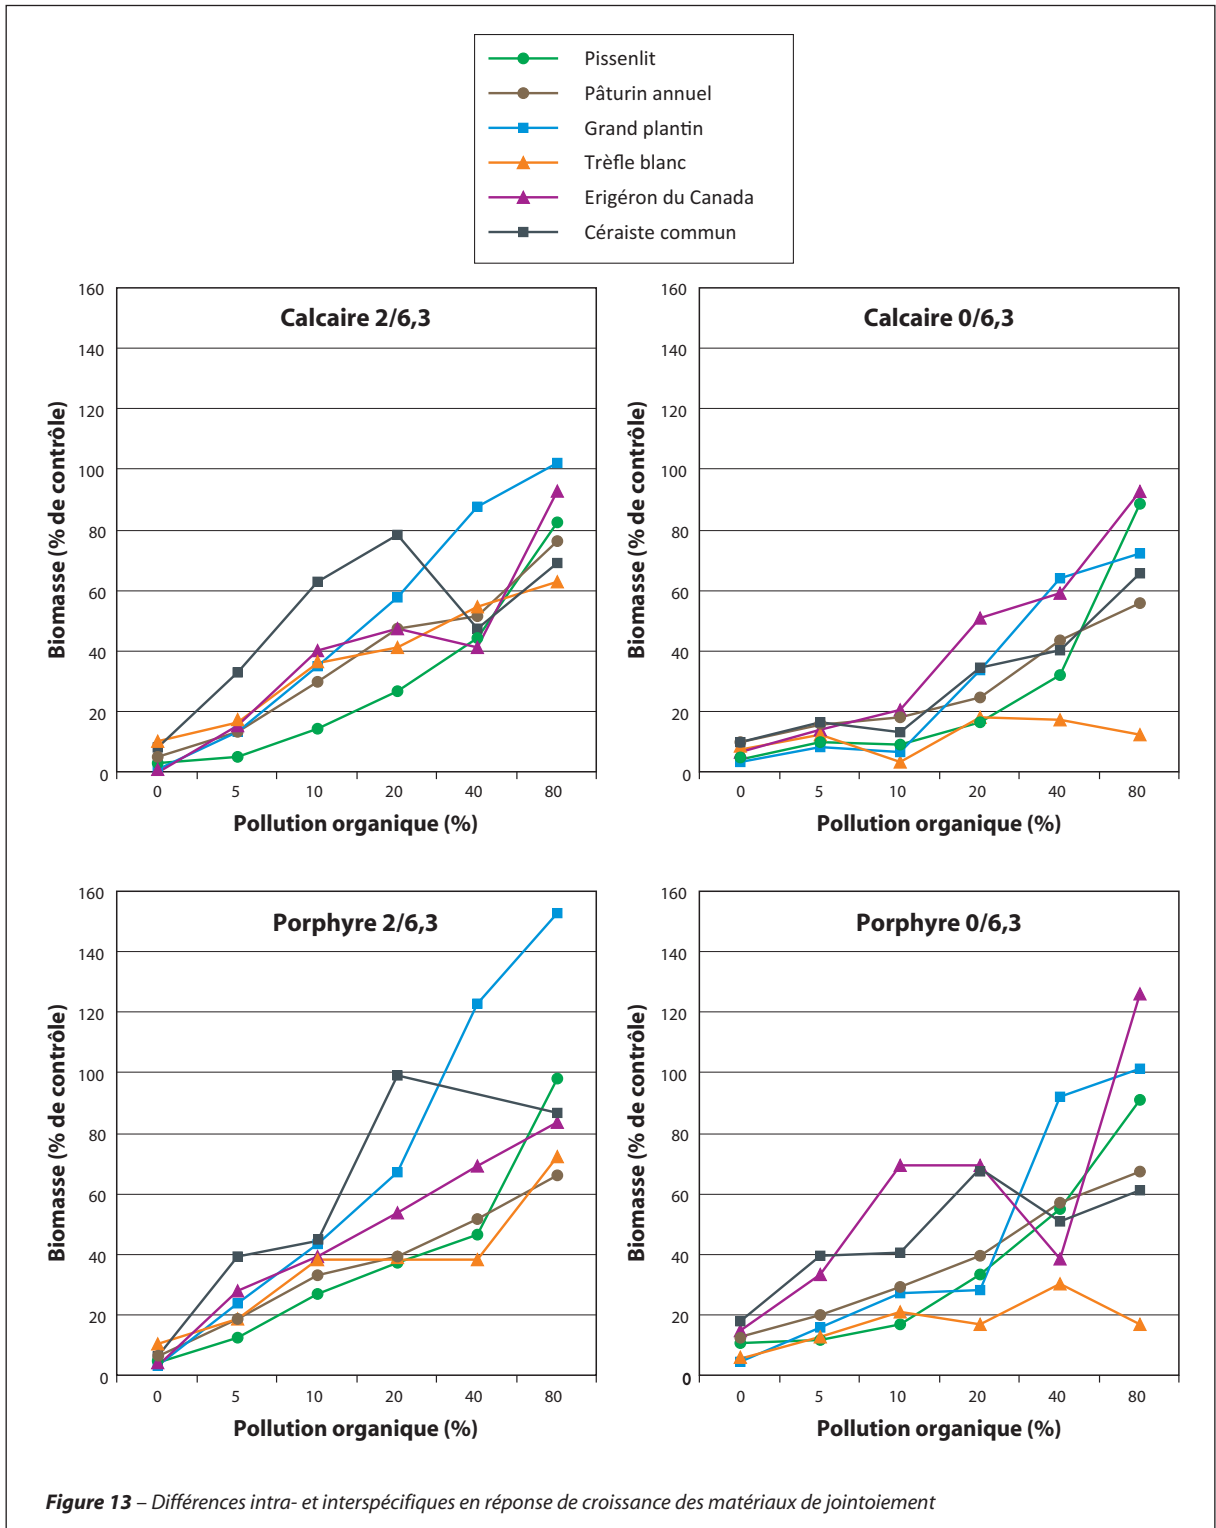 Pissenlit
Pâturin annuel
Grand plantin
Trèfle blanc
Erigéron du Canada
Céraiste commun
Calcaire 2/6,3
Biomasse (% de contrôle)
160
140
120
100
80
60
40
20
0
0 5 10 20 40 80
Pollution organique (%)
Calcaire 0/6,3
Biomasse (% de contrôle)
160
140
120
100
80
60
40
20
0
0 5 10 20 40 80
Pollution organique (%)
Porphyre 2/6,3
Biomasse (% de contrôle)
160
140
120
100
80
60
40
20
0
0 5 10 20 40 80
Pollution organique (%)
Porphyre 0/6,3
Biomasse (% de contrôle)
160
140
120
100
80
60
40
20
0
0 5 10 20 40 80
Pollution organique (%)
Figure 13 – Différences intra- et interspécifiques en réponse de croissance des matériaux de jointoiement